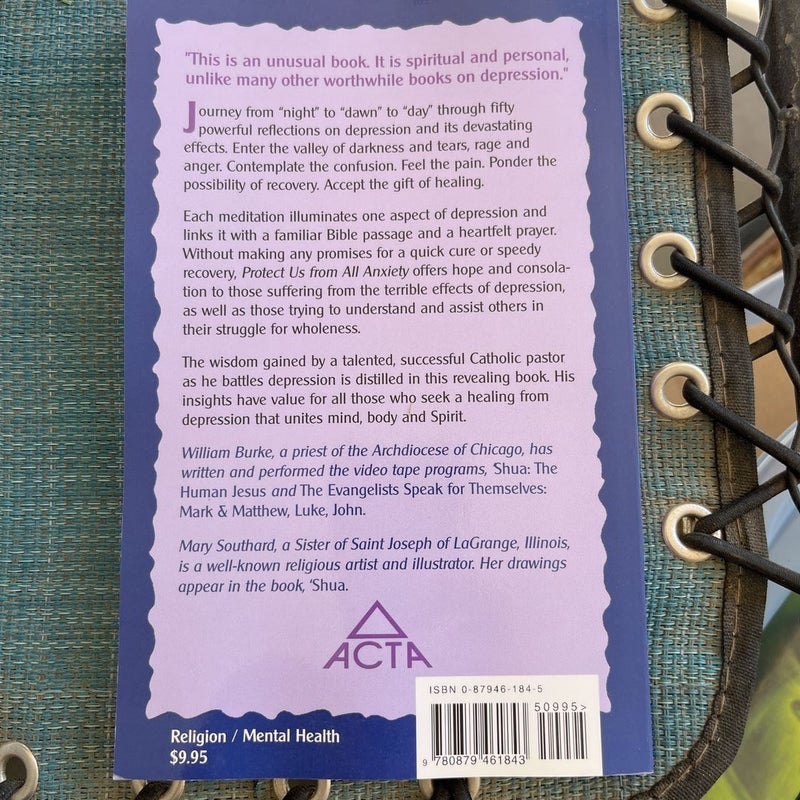 "This is an unusual book. It is spiritual and personal,
unlike many other worthwhile books on depression."
Journey from "night" to "dawn" to "day" through fifty
powerful reflections on depression and its devastating
effects. Enter the valley of darkness and tears, rage and
anger. Contemplate the confusion. Feel the pain. Ponder the
possibility of recovery. Accept the gift of healing.
Each meditation illuminates one aspect of depression and
links it with a familiar Bible passage and a heartfelt prayer.
Without making any promises for a quick cure or speedy
recovery, Protect Us from All Anxiety offers hope and consola-
tion to those suffering from the terrible effects of depression,
as well as those trying to understand and assist others in
their struggle for wholeness.
The wisdom gained by a talented, successful Catholic pastor
as he battles depression is distilled in this revealing book. His
insights have value for all those who seek a healing from
depression that unites mind, body and Spirit.
William Burke, a priest of the Archdiocese of Chicago, has
written and performed the video tape programs, 'Shua: The
Human Jesus and The Evangelists Speak for Themselves:
Mark & Matthew, Luke, John.
Mary Southard, a Sister of Saint Joseph of LaGrange, Illinois,
is a well-known religious artist and illustrator. Her drawings
appear in the book, 'Shua.
ACTA
ISBN 0-87946-184-5
50995>
9 780879 461843
Religion / Mental Health
$9.95